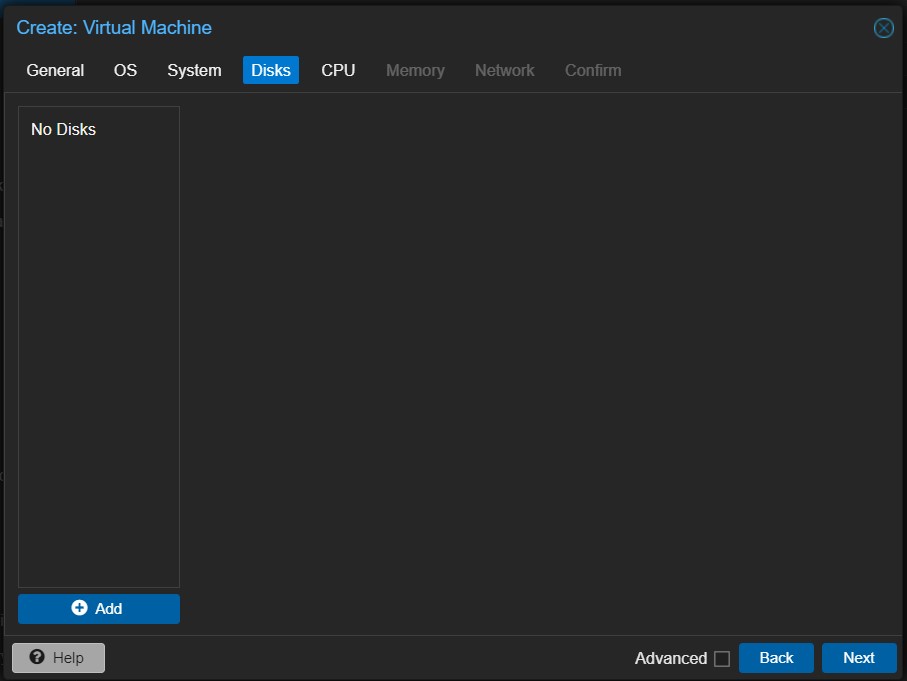 Create: Virtual Machine
General OS System Disks CPU Memory Network Confirm
No Disks
Add
Help Advanced Back Next